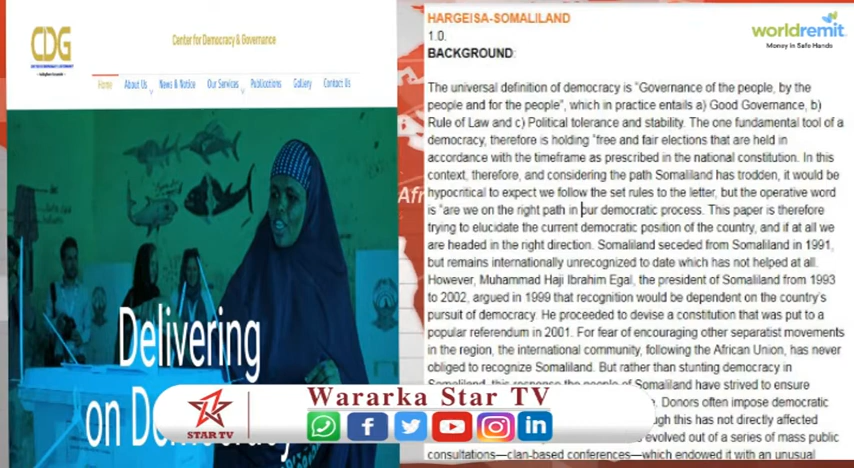 CDG
Center for Democracy & Governance
Home About Us News & Notice Our Services Publications Gallery Contact Us
Delivering
on Democracy
HARGEISA-SOMALILAND
1.0.
BACKGROUND:
worldremit
Money in Safe Hands
The universal definition of democracy is "Governance of the people, by the
people and for the people", which in practice entails a) Good Governance, b)
Rule of Law and c) Political tolerance and stability. The one fundamental tool of a
democracy, therefore is holding "free and fair elections that are held in
accordance with the timeframe as prescribed in the national constitution. In this
context, therefore, and considering the path Somaliland has trodden, it would be
hypocritical to expect we follow the set rules to the letter, but the operative word
is "are we on the right path in our democratic process. This paper is therefore
trying to elucidate the current democratic position of the country, and if at all we
are headed in the right direction. Somaliland seceded from Somaliland in 1991,
but remains internationally unrecognized to date which has not helped at all.
However, Muhammad Haji Ibrahim Egal, the president of Somaliland from 1993
to 2002, argued in 1999 that recognition would be dependent on the country's
pursuit of democracy. He proceeded to devise a constitution that was put to a
popular referendum in 2001. For fear of encouraging other separatist movements
in the region, the international community, following the African Union, has never
obliged to recognize Somaliland. But rather than stunting democracy in
Somaliland, this response the people of Somaliland have strived to ensure
Donors often impose democratic
this has not directly affected
evolved out of a series of mass public
consultations—clan-based conferences—which endowed it with an unusual
Afri
STAR TV
Wararka Star TV